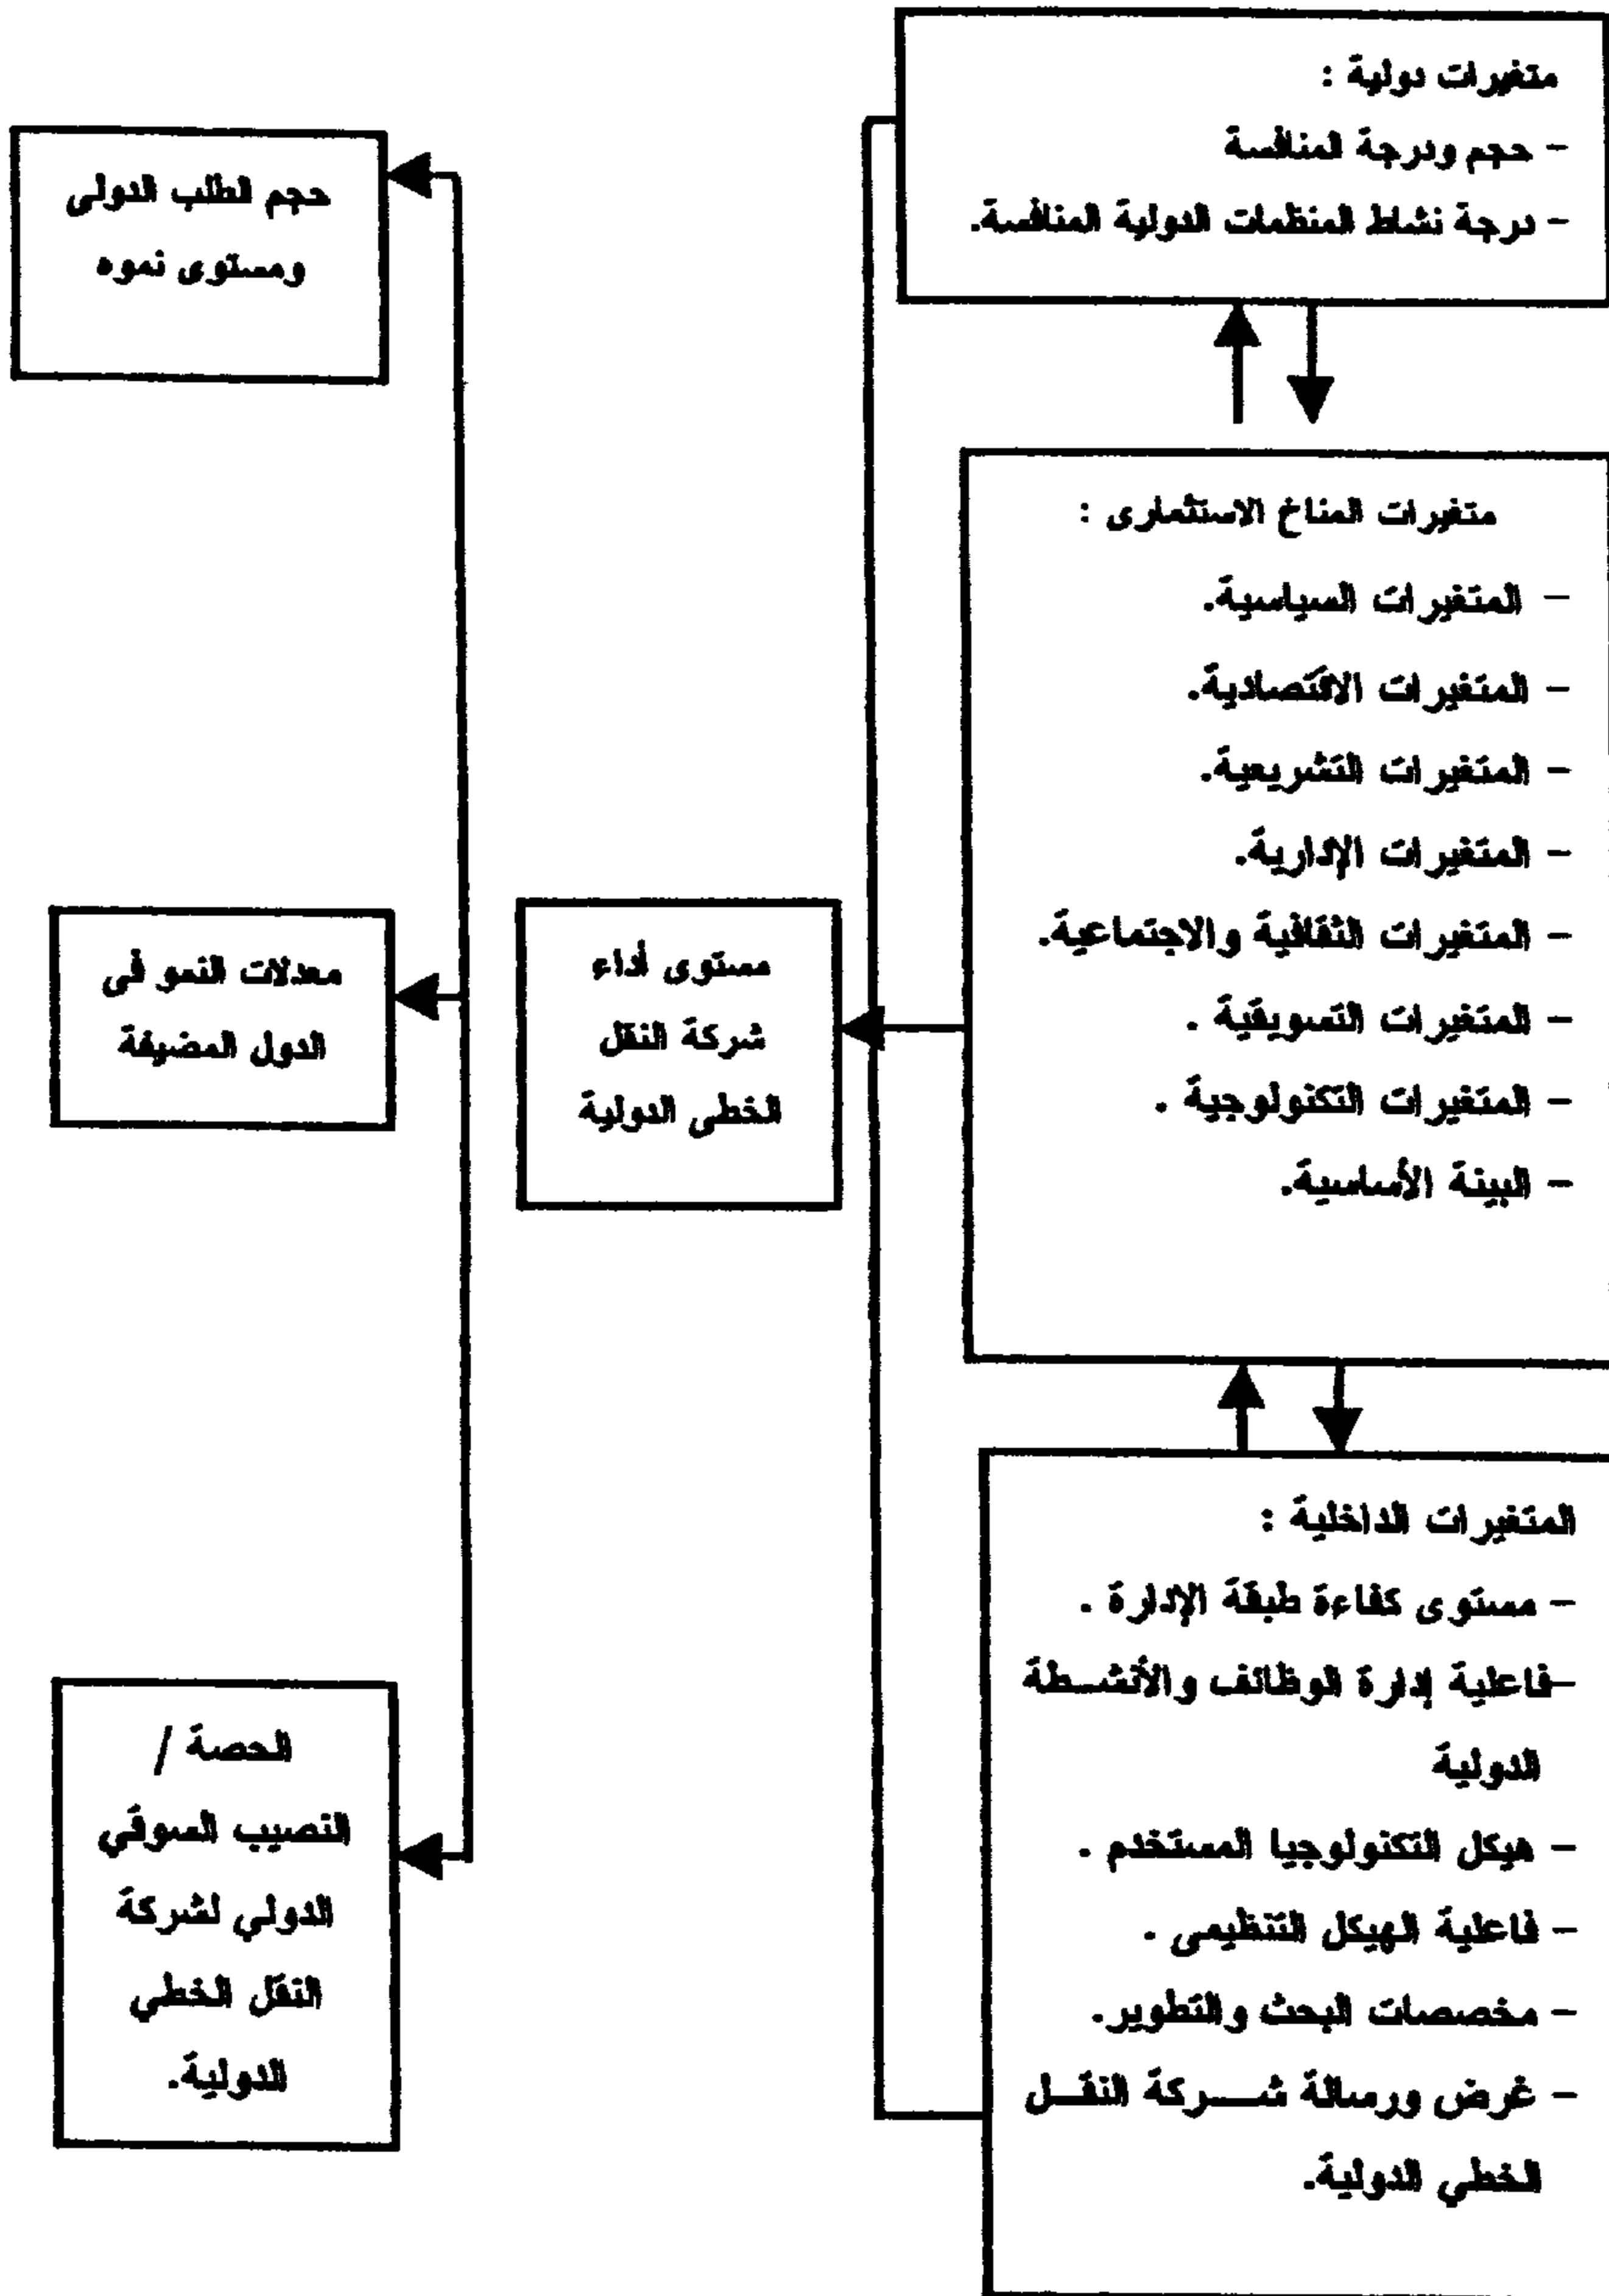 متغيرات دولية :
- حجم ودرجة المنافسة
- درجة نشاط المنظمات الدولية المنافسة.
متغيرات المناخ الاستثمارى :
- المتغيرات السياسية.
- المتغيرات الاقتصادية.
- المتغيرات التشريعية.
- المتغيرات الإدارية.
- المتغيرات الثقافية والاجتماعية.
- المتغيرات التسويقية .
- المتغيرات التكنولوجية .
- البينة الأساسية.
المتغيرات الداخلية :
- مستوى كفاءة طبقة الإدارة .
-فاعلية إدارة الوظائف والأنشطة
الدولية
- هيكل التكنولوجيا المستخدم .
- فاعلية الهيكل التنظيمى .
- مخصصات البحث والتطوير.
- غرض ورسالة شركة النقل
الخطي الدولية.
مستوى أداء
شركة النقل
الخطى الدولية
حجم الطلب الدولى
ومستوى نموه
معدلات النمو فى
الدول المضيفة
الحصة /
النصيب السوقي
الدولي لشركة
النقل الخطي
الدولية.